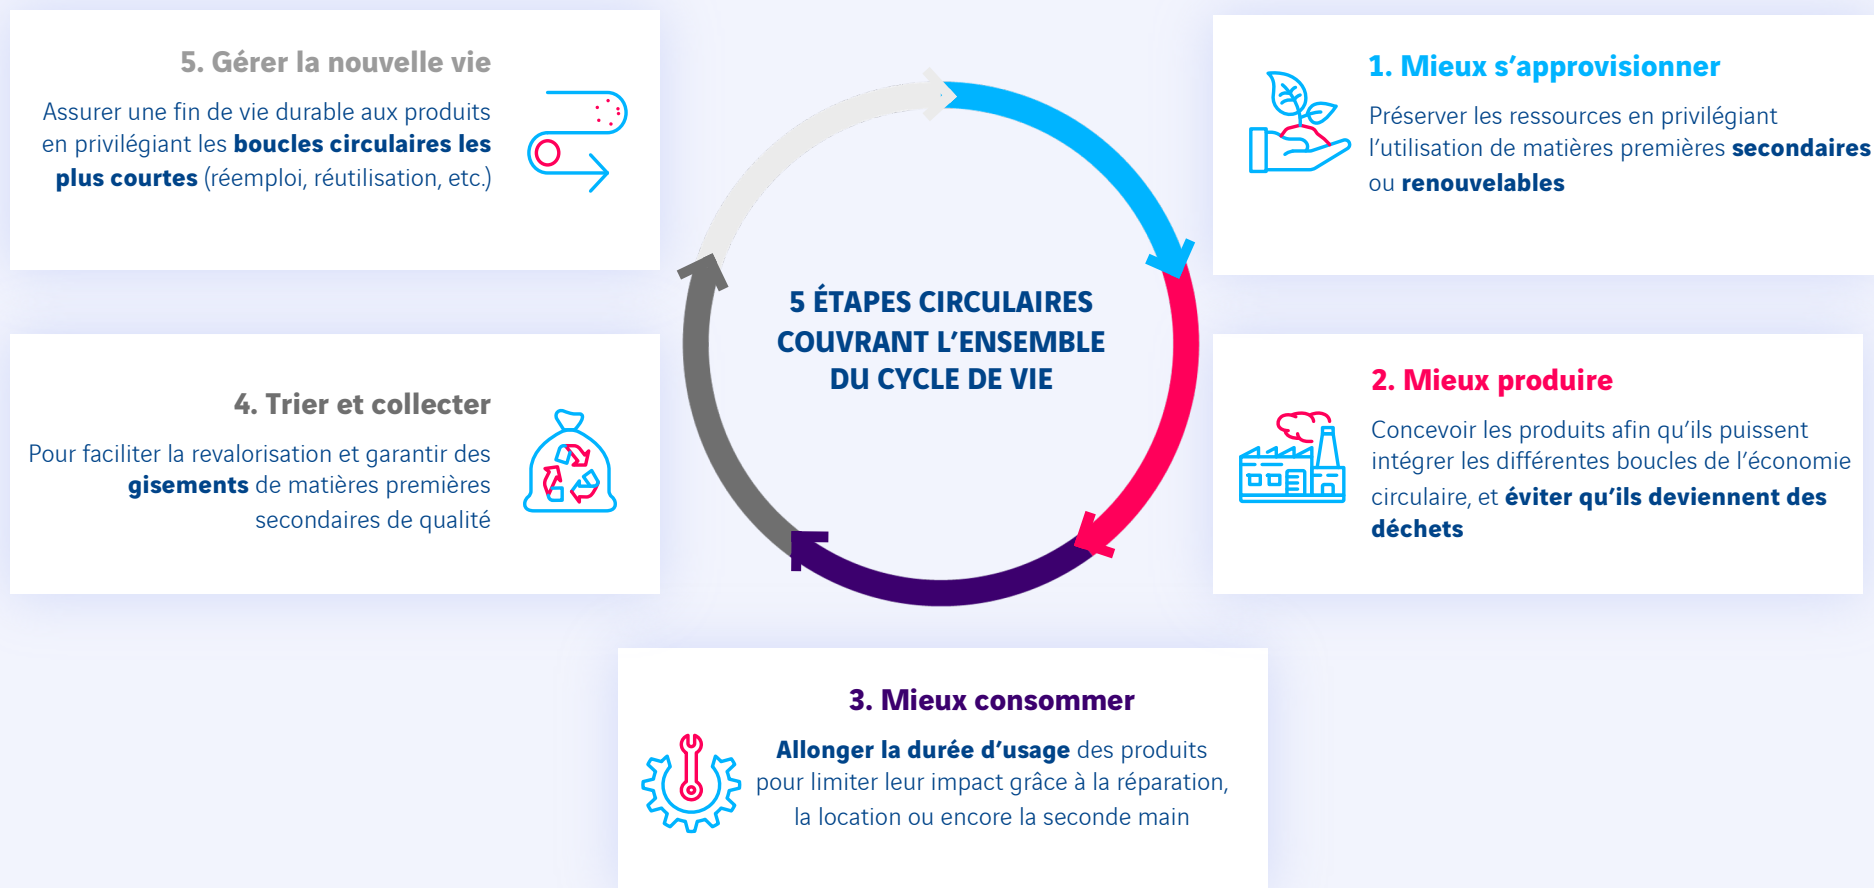 5 ÉTAPES CIRCULAIRES
COUVRANT L’ENSEMBLE
DU CYCLE DE VIE
1. Mieux s’approvisionner
Préserver les ressources en privilégiant
l’utilisation de matières premières secondaires
ou renouvelables
2. Mieux produire
Concevoir les produits afin qu’ils puissent
intégrer les différentes boucles de l’économie
circulaire, et éviter qu’ils deviennent des
déchets
3. Mieux consommer
Allonger la durée d’usage des produits
pour limiter leur impact grâce à la réparation,
la location ou encore la seconde main
4. Trier et collecter
Pour faciliter la revalorisation et garantir des
gisements de matières premières
secondaires de qualité
5. Gérer la nouvelle vie
Assurer une fin de vie durable aux produits
en privilégiant les boucles circulaires les
plus courtes (réemploi, réutilisation, etc.)